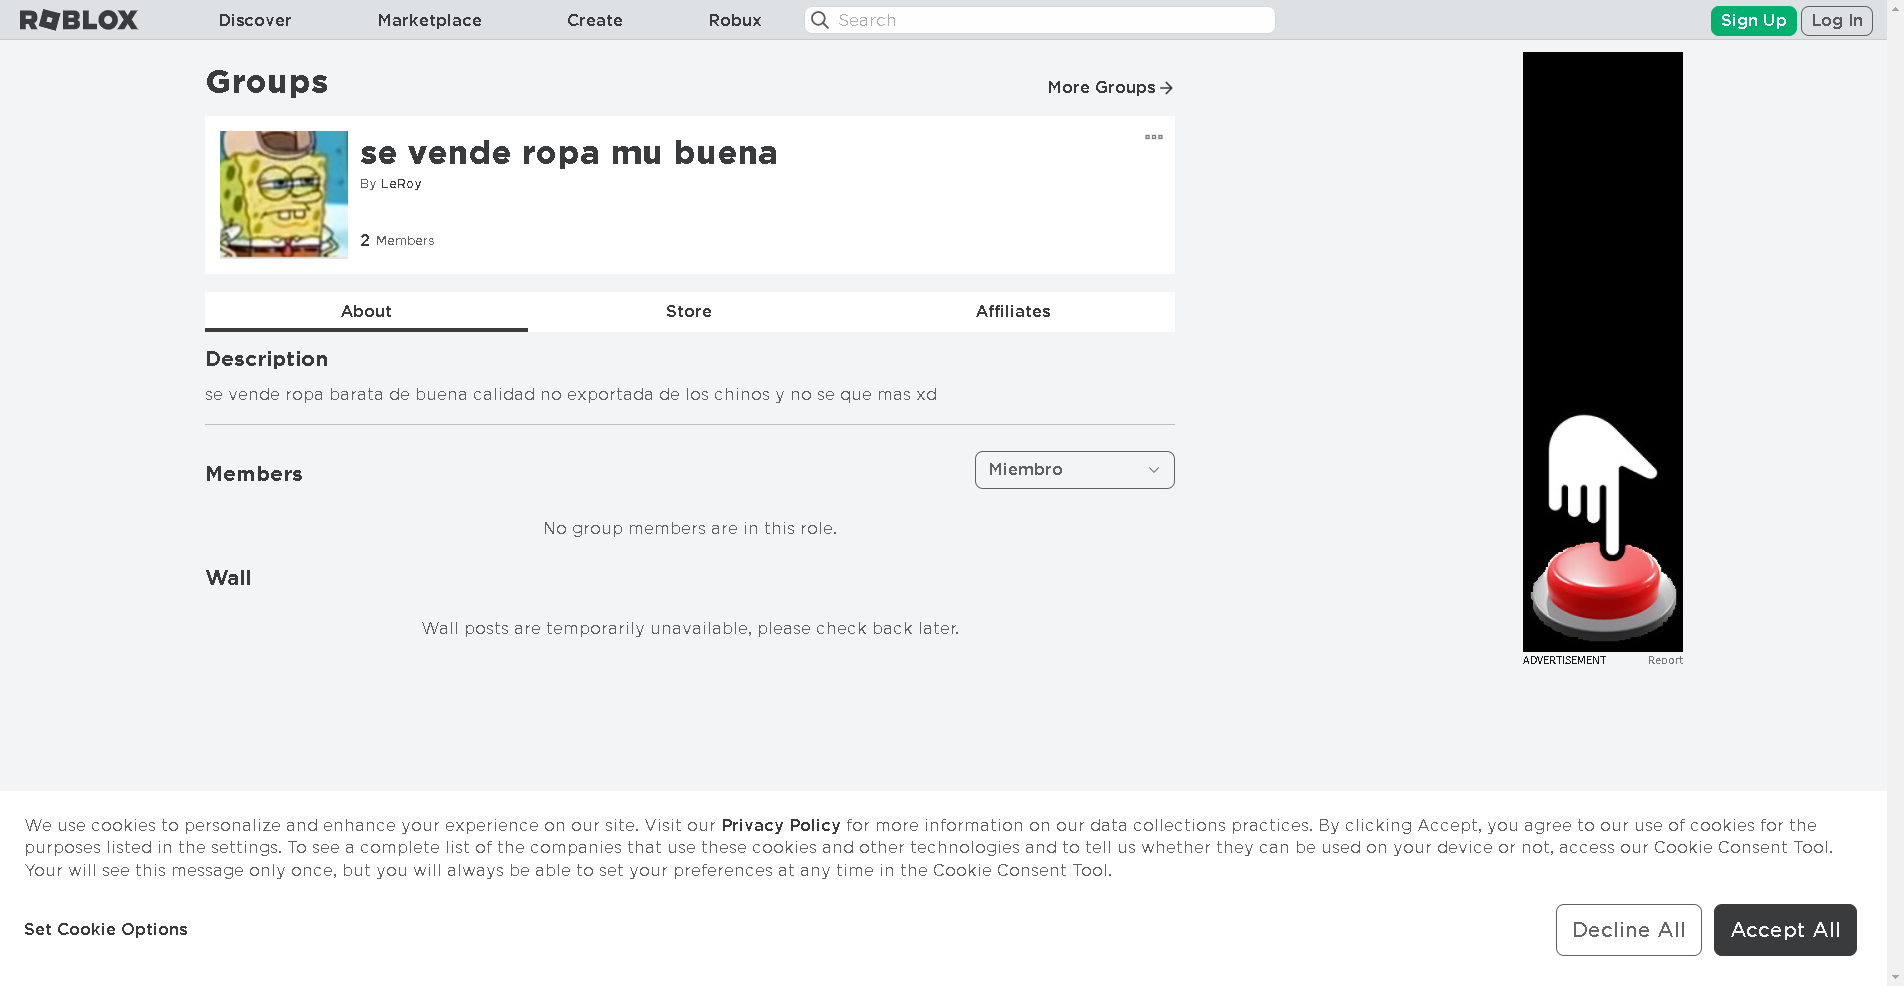 ROBLOX
Discover
Marketplace
Create
Robux
Search
Sign Up
Log In
Groups
More Groups
se vende ropa mu buena
By LeRoy
2 Members
About
Store
Affiliates
Description
se vende ropa barata de buena calidad no exportada de los chinos y no se que mas xd
Members
Miembro
No group members are in this role.
Wall
Wall posts are temporarily unavailable, please check back later.
ADVERTISEMENT
Report
We use cookies to personalize and enhance your experience on our site. Visit our Privacy Policy for more information on our data collections practices. By clicking Accept, you agree to our use of cookies for the
purposes listed in the settings. To see a complete list of the companies that use these cookies and other technologies and to tell us whether they can be used on your device or not, access our Cookie Consent Tool.
Your will see this message only once, but you will always be able to set your preferences at any time in the Cookie Consent Tool.
Set Cookie Options
Decline All
Accept All